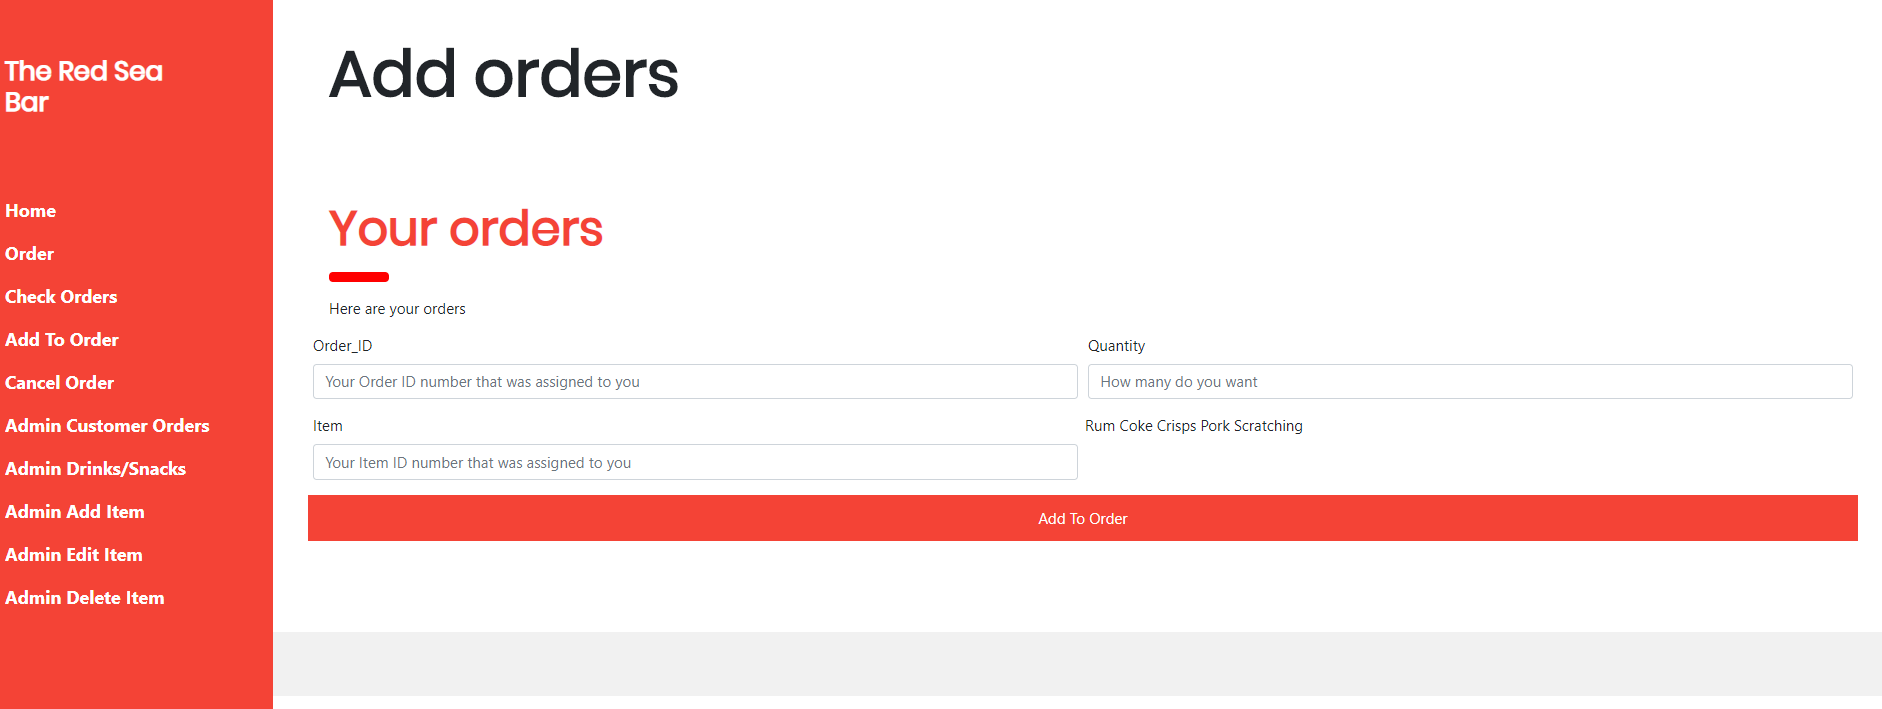 The Red Sea
Bar
Home
Order
Check Orders
Add To Order
Cancel Order
Admin Customer Orders
Admin Drinks/Snacks
Admin Add Item
Admin Edit Item
Admin Delete Item
Add orders
Your orders
Here are your orders
Order_ID
Your Order ID number that was assigned to you
Quantity
How many do you want
Item
Your Item ID number that was assigned to you
Rum Coke Crisps Pork Scratching
Add To Order